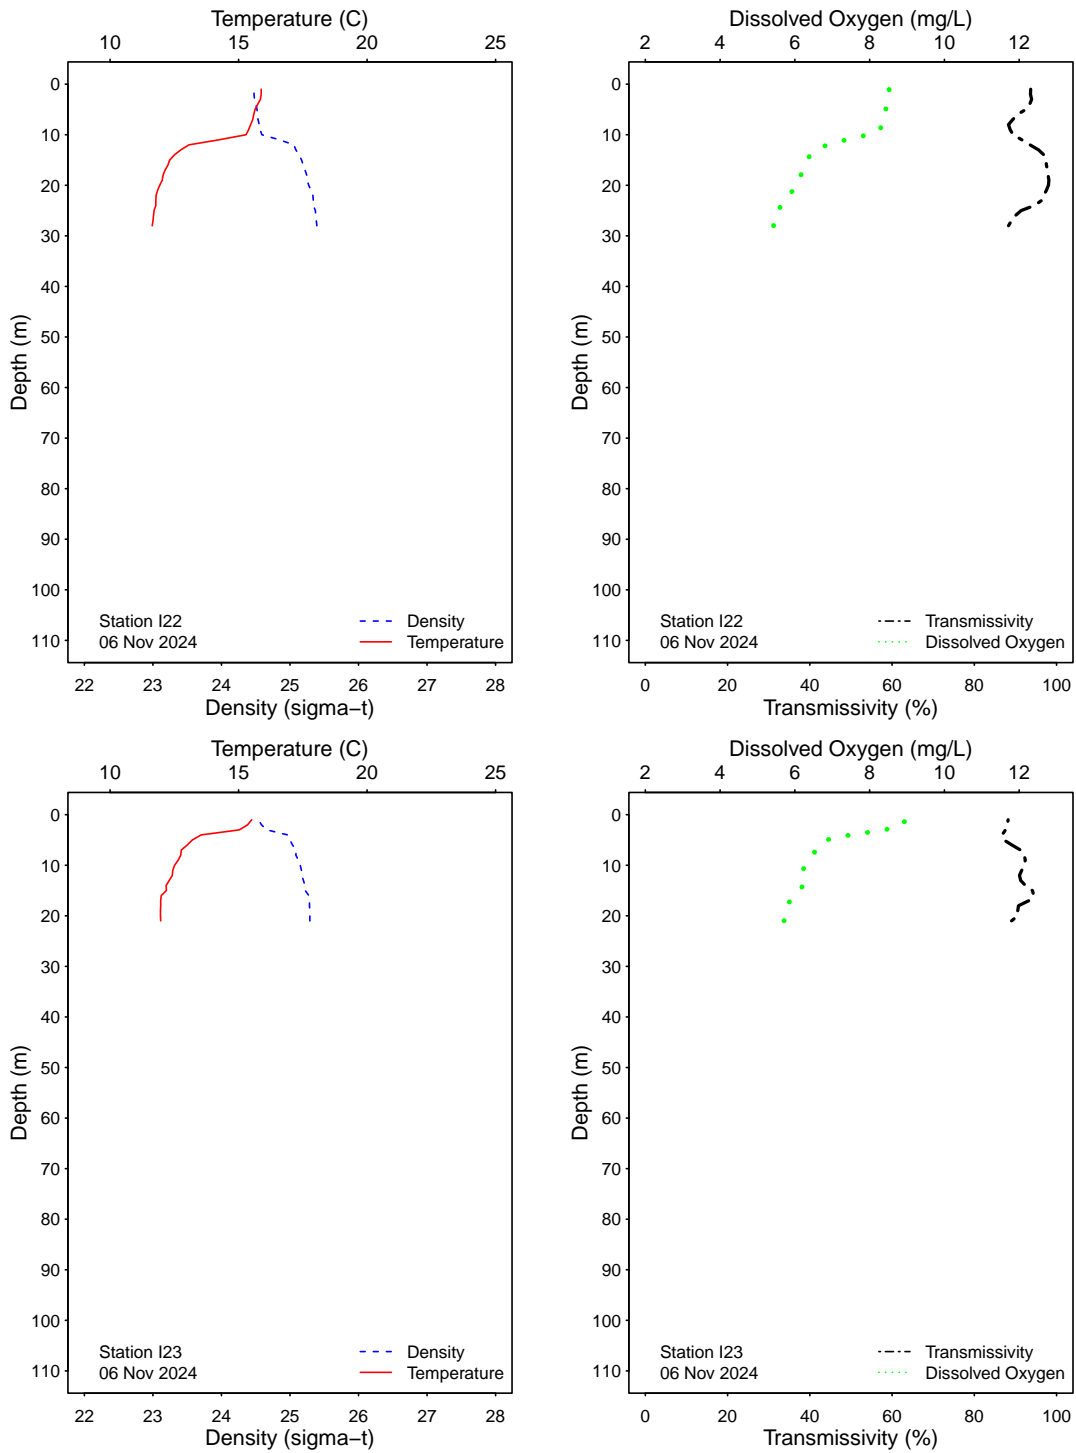 Temperature (C)
10 15 20 25
0
10
20
30
40
50
60
70
80
90
100
110
Depth (m)
Station I22
06 Nov 2024
Density
Temperature
22 23 24 25 26 27 28
Density (sigma−t)
Dissolved Oxygen (mg/L)
2 4 6 8 10 12
0
10
20
30
40
50
60
70
80
90
100
110
Depth (m)
Station I22
06 Nov 2024
Transmissivity
Dissolved Oxygen
0 20 40 60 80 100
Transmissivity (%)
Temperature (C)
10 15 20 25
0
10
20
30
40
50
60
70
80
90
100
110
Depth (m)
Station I23
06 Nov 2024
Density
Temperature
22 23 24 25 26 27 28
Density (sigma−t)
Dissolved Oxygen (mg/L)
2 4 6 8 10 12
0
10
20
30
40
50
60
70
80
90
100
110
Depth (m)
Station I23
06 Nov 2024
Transmissivity
Dissolved Oxygen
0 20 40 60 80 100
Transmissivity (%)